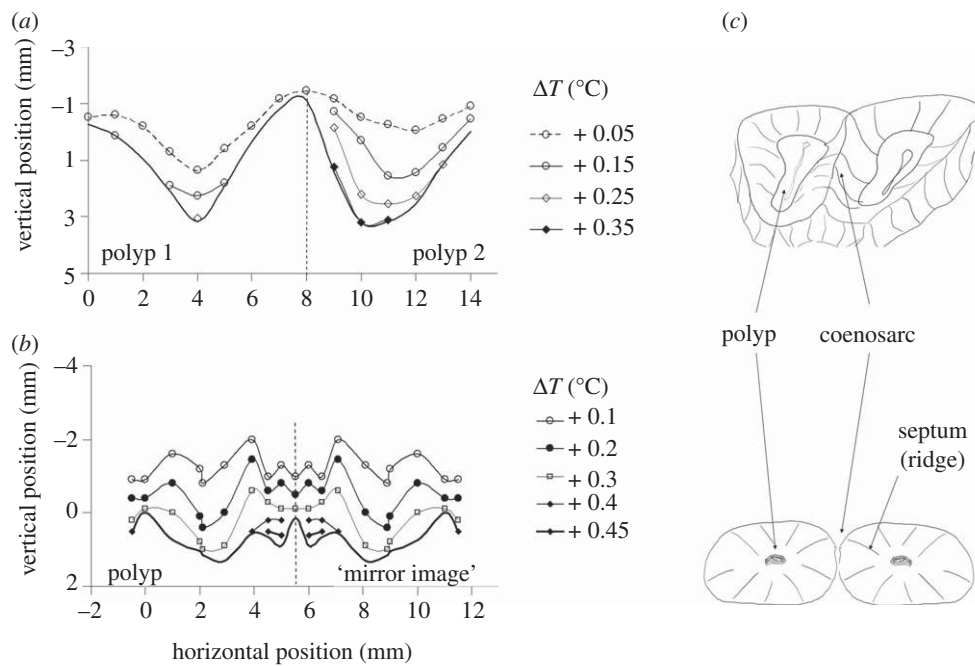 (a)
vertical position (mm)
–3
–1
1
3
5
0 2 4 6 8 10 12 14
polyp 1
polyp 2
ΔT (°C)
+ 0.05
+ 0.15
+ 0.25
+ 0.35
(b)
vertical position (mm)
–4
–2
0
2
–2 0 2 4 6 8 10 12
polyp
‘mirror image’
horizontal position (mm)
ΔT (°C)
+ 0.1
+ 0.2
+ 0.3
+ 0.4
+ 0.45
(c)
polyp coenosarc
septum
(ridge)